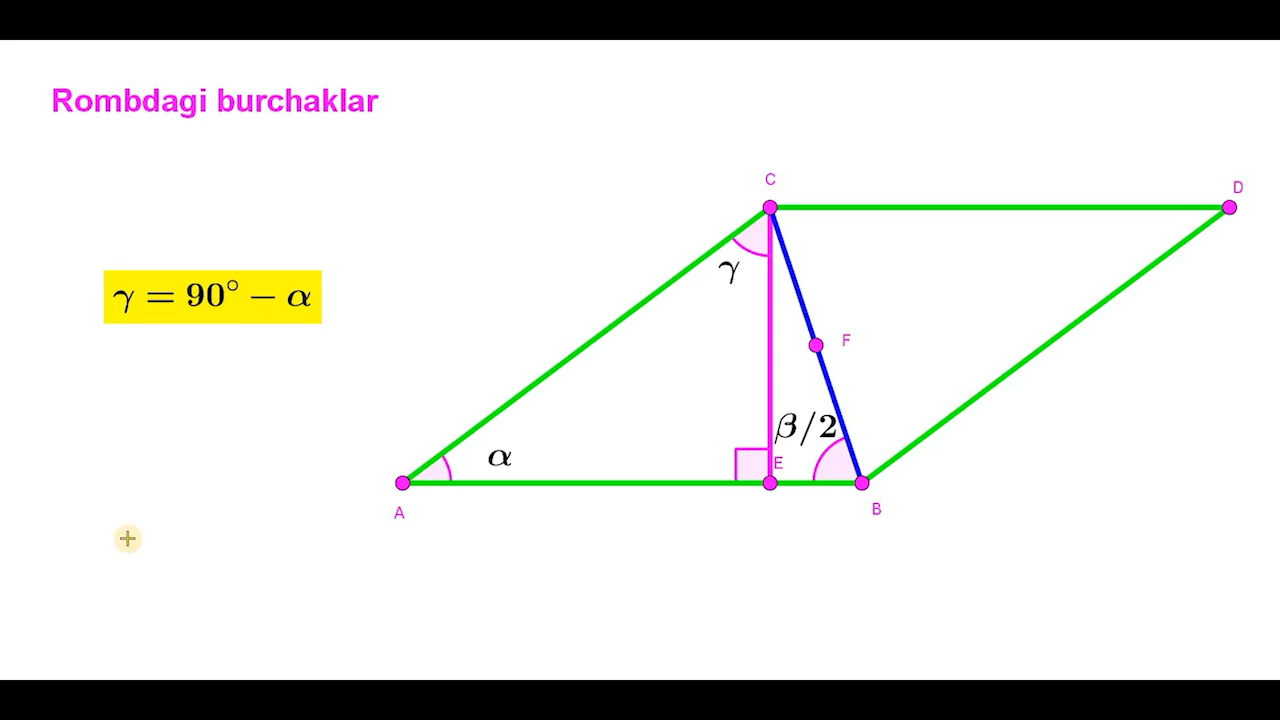 Rombdagi burchaklar
C
D
γ
γ = 90° − α
F
β/2
α
E
A
B